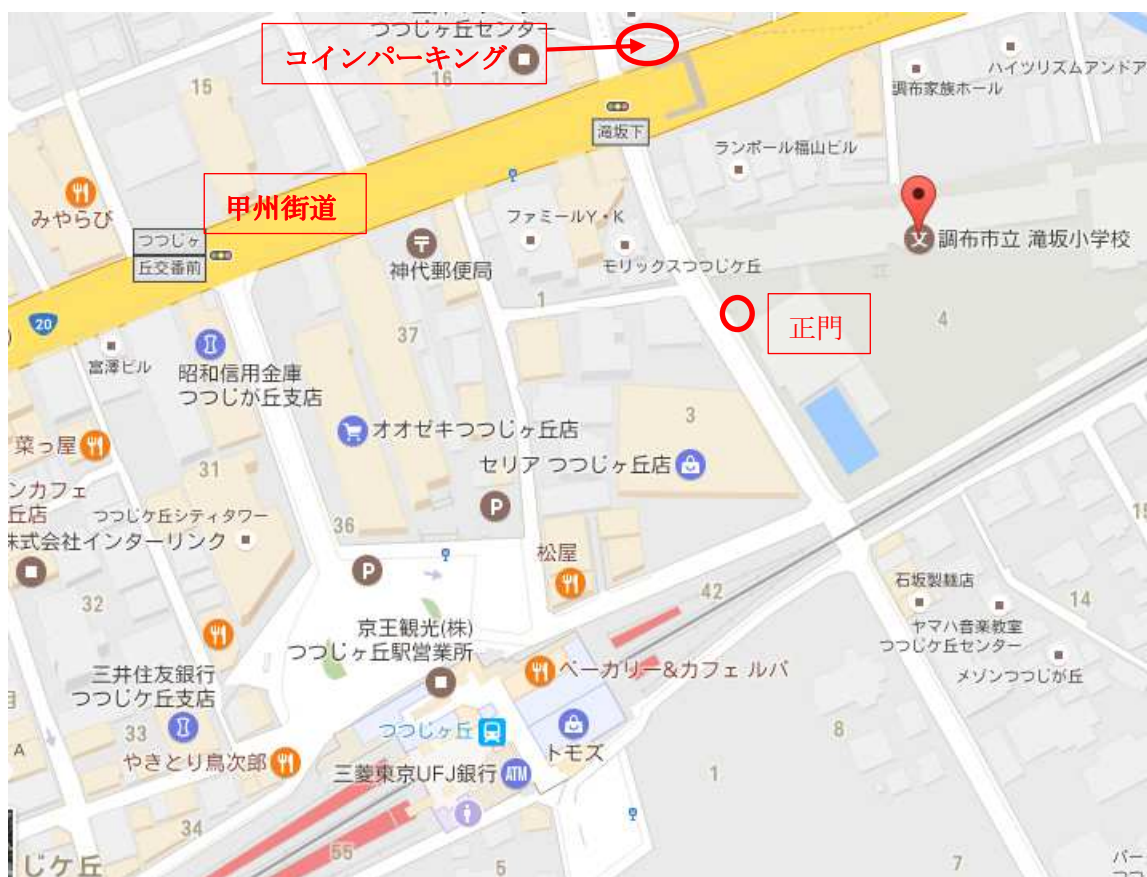 つつじヶ丘センター
コインパーキング
16
15
ハイツリズムアンドア
調布家族ホール
滝坂下
ランボール福山ビル
みやらび
甲州街道
ファミールY・K
つつじヶ
丘交番前
神代郵便局
モリックスつつじケ丘
調布市立 滝坂小学校
1
正門
4
20
37
富澤ビル
昭和信用金庫
つつじが丘支店
3
オオゼキつつじヶ丘店
菜っ屋
セリア つつじヶ丘店
31
ンカフェ
丘店
つつじケ丘シティタワー
株式会社インターリンク
P
36
15
松屋
P
42
石坂製麺店
32
14
ヤマハ音楽教室
つつじケ丘センター
京王観光(株)
つつじヶ丘駅営業所
三井住友銀行
つつじケ丘支店
ベーカリー&カフェ ルパ
メゾンつつじが丘
33
つつじヶ丘
8
A
やきとり鳥次郎
トモズ
三菱東京UFJ銀行
ATM
1
34
55
5
7
じケ丘
パー